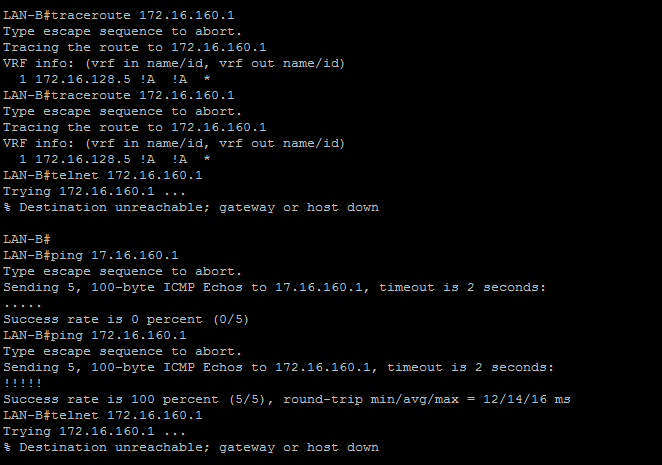 LAN-B#traceroute 172.16.160.1
Type escape sequence to abort.
Tracing the route to 172.16.160.1
VRF info: (vrf in name/id, vrf out name/id)
  1 172.16.128.5 !A  !A  *
LAN-B#traceroute 172.16.160.1
Type escape sequence to abort.
Tracing the route to 172.16.160.1
VRF info: (vrf in name/id, vrf out name/id)
  1 172.16.128.5 !A  !A  *
LAN-B#telnet 172.16.160.1
Trying 172.16.160.1 ...
% Destination unreachable; gateway or host down

LAN-B#
LAN-B#ping 17.16.160.1
Type escape sequence to abort.
Sending 5, 100-byte ICMP Echos to 17.16.160.1, timeout is 2 seconds:
.....
Success rate is 0 percent (0/5)
LAN-B#ping 172.16.160.1
Type escape sequence to abort.
Sending 5, 100-byte ICMP Echos to 172.16.160.1, timeout is 2 seconds:
!!!!!
Success rate is 100 percent (5/5), round-trip min/avg/max = 12/14/16 ms
LAN-B#telnet 172.16.160.1
Trying 172.16.160.1 ...
% Destination unreachable; gateway or host down